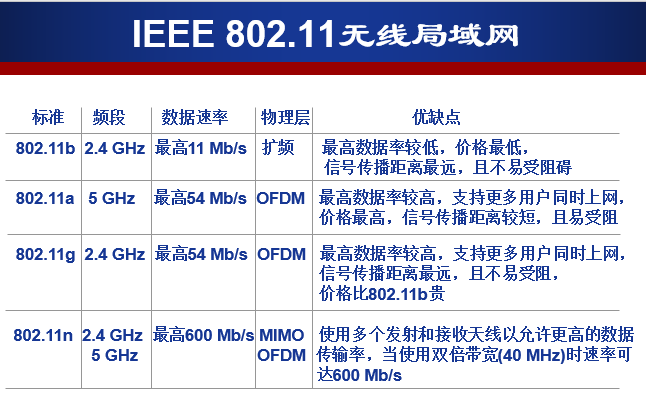 IEEE 802.11无线局域网
标准 频段 数据速率 物理层 优缺点
802.11b 2.4 GHz 最高11 Mb/s 扩频 最高数据率较低，价格最低，
信号传播距离最远，且不易受阻碍
802.11a 5 GHz 最高54 Mb/s OFDM 最高数据率较高，支持更多用户同时上网，
价格最高，信号传播距离较短，且易受阻
802.11g 2.4 GHz 最高54 Mb/s OFDM 最高数据率较高，支持更多用户同时上网，
信号传播距离最远，且不易受阻，
价格比802.11b贵
802.11n 2.4 GHz 最高600 Mb/s MIMO 使用多个发射和接收天线以允许更高的数据
5 GHz OFDM 传输率，当使用双倍带宽(40 MHz)时速率可
达600 Mb/s